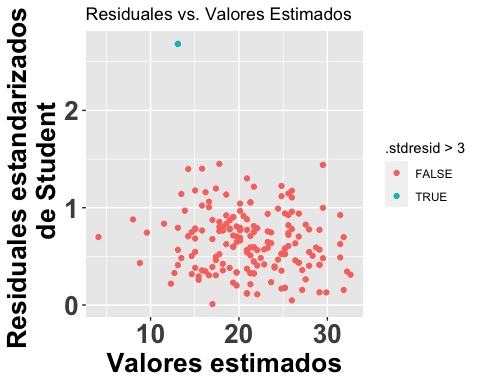 Residuales vs. Valores Estimados
Residuales estandarizados
de Student
2
1
0
10 20 30
Valores estimados
.stdresid > 3
FALSE
TRUE